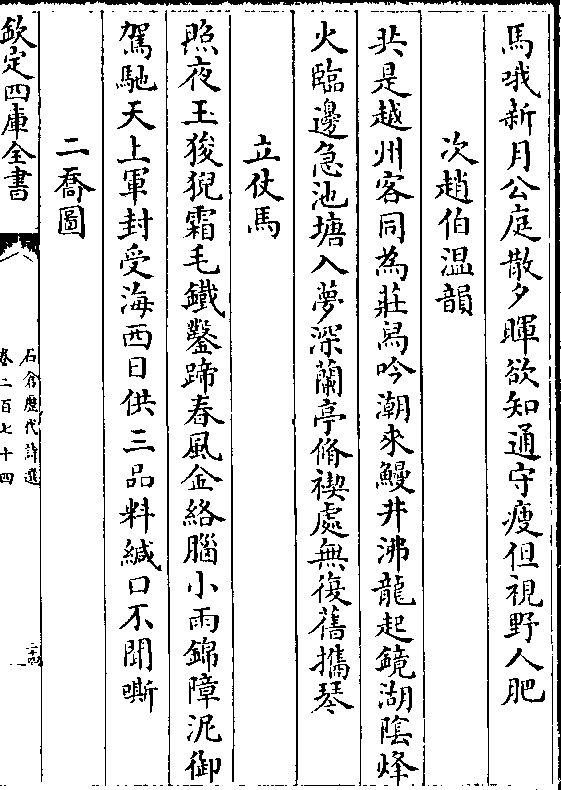 馬哦新月公庭散夕暉欲知通守瘦但視野人肥
次趙伯温韻
共是越州客同為莊舄吟潮來鰻井沸龍起鏡湖陰烽
火臨邊急池塘入夢深蘭亭脩禊處無復舊攜琴
立仗馬
照夜玉狻猊霜毛鐵鑿蹄春風金絡腦小雨錦障泥御
駕馳天上軍封受海西日供三品料緘口不聞嘶
二喬圖
欽定四庫全書
石倉歷代詩選
卷二百七十四